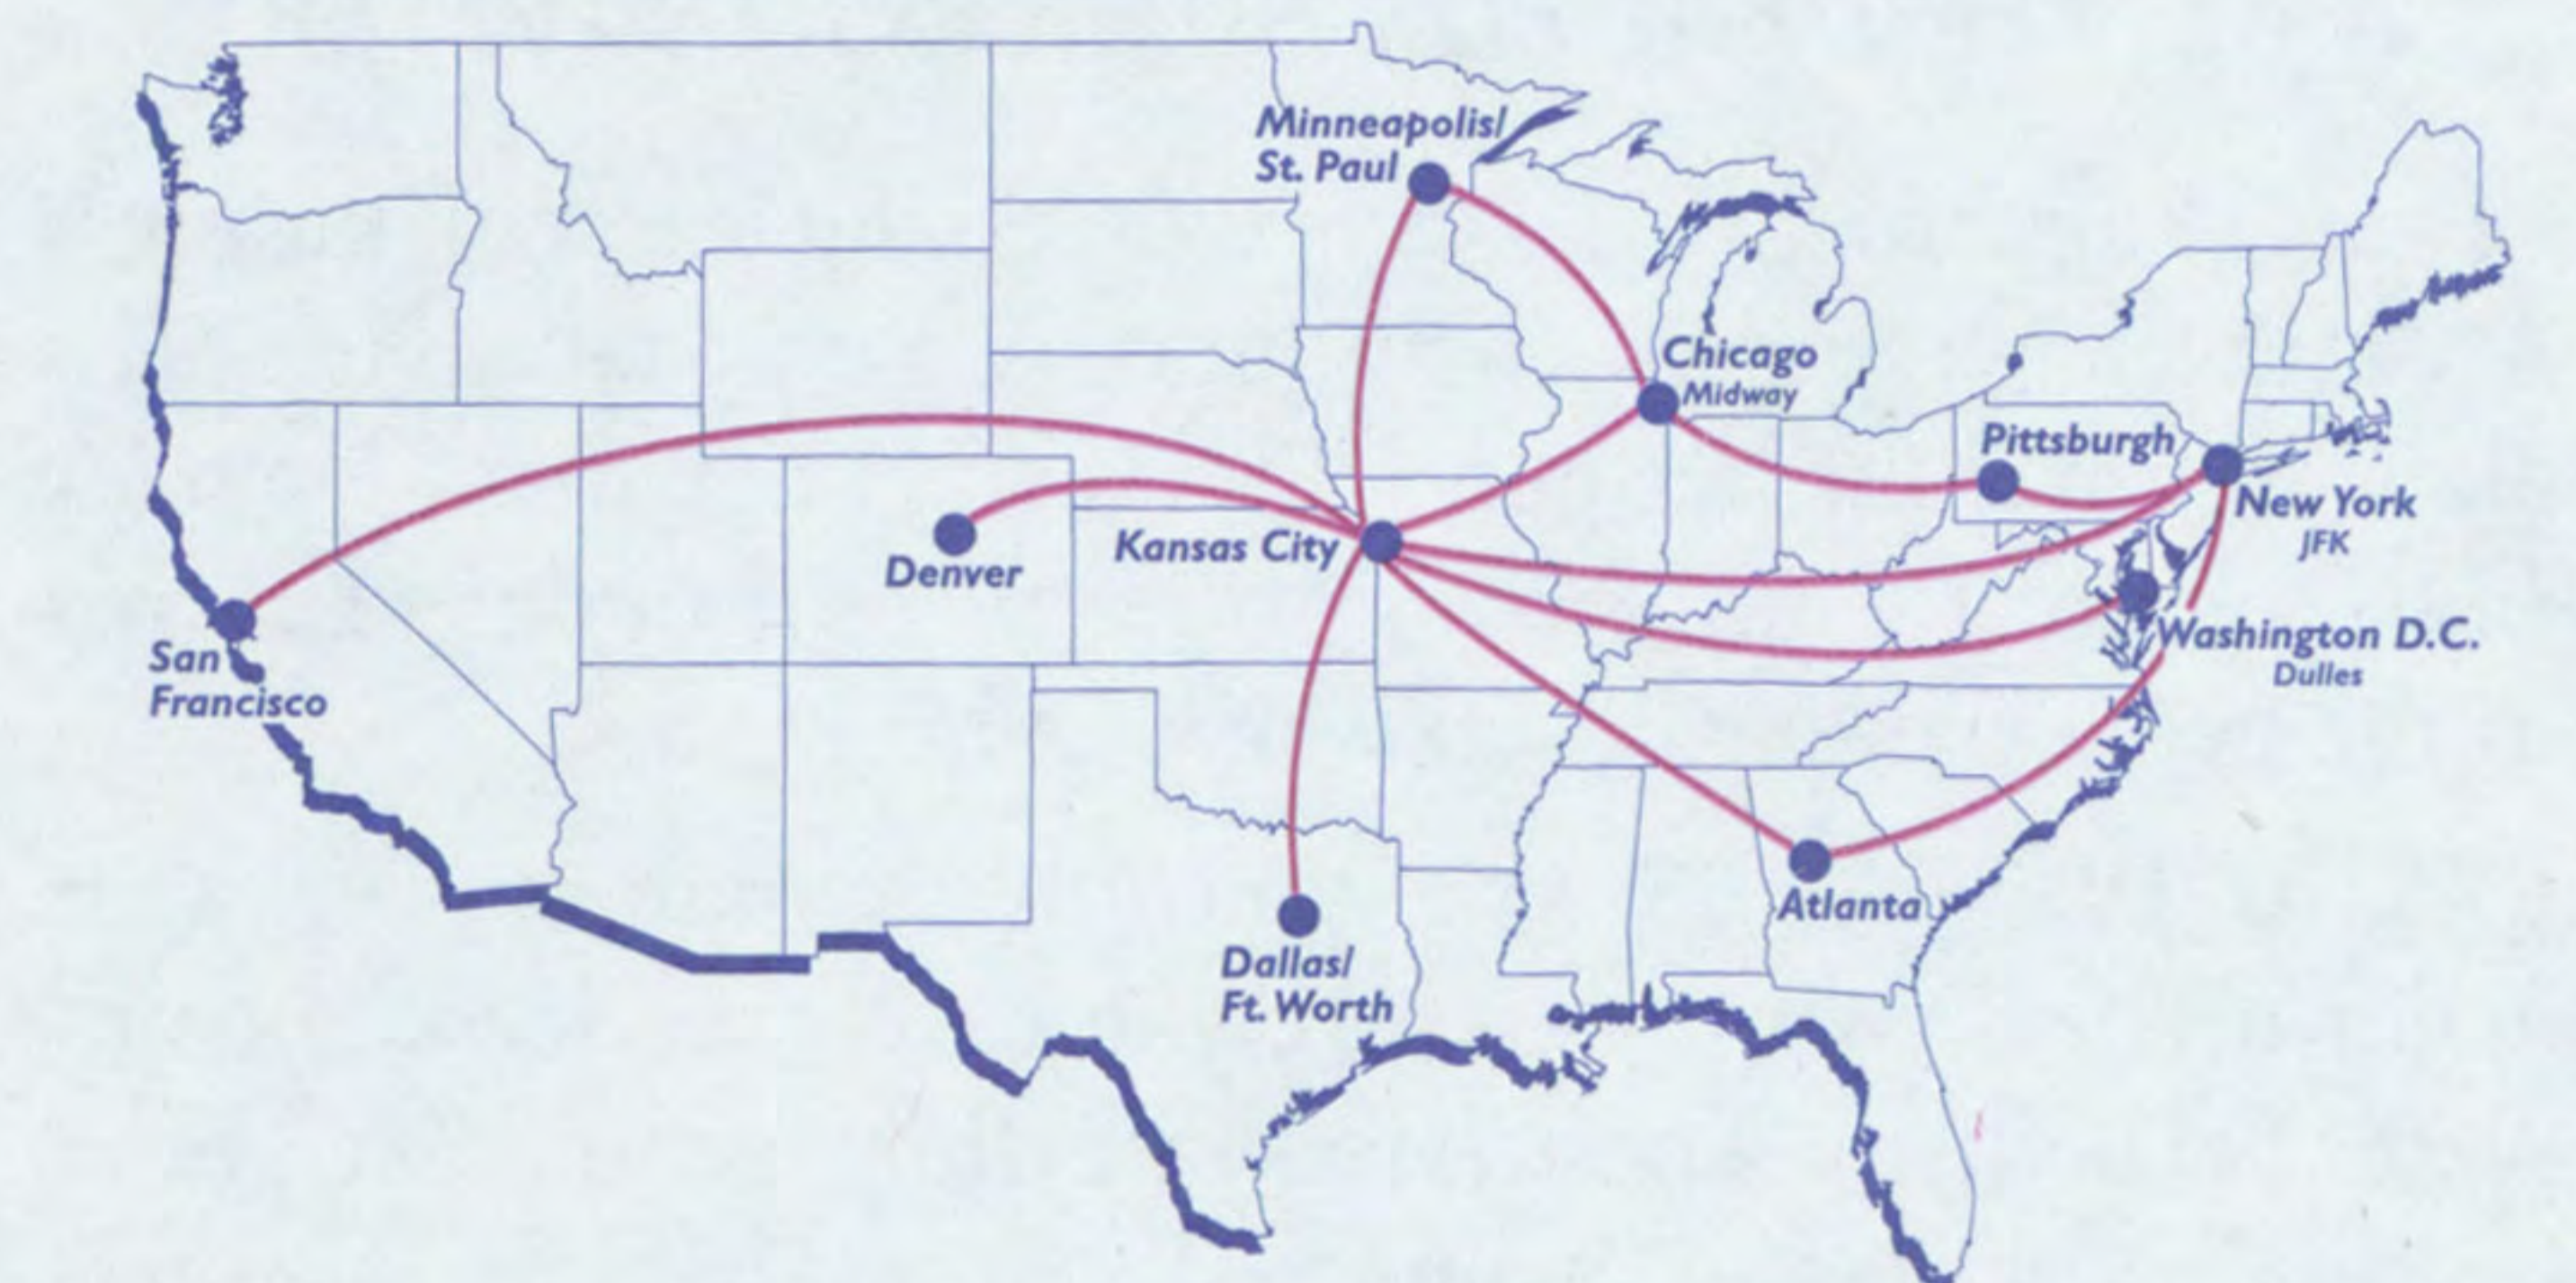 Minneapolis/
St. Paul
Chicago
Midway
Pittsburgh
New York
JFK
Kansas City
Denver
Washington D.C.
Dulles
San
Francisco
Atlanta
Dallas/
Ft. Worth